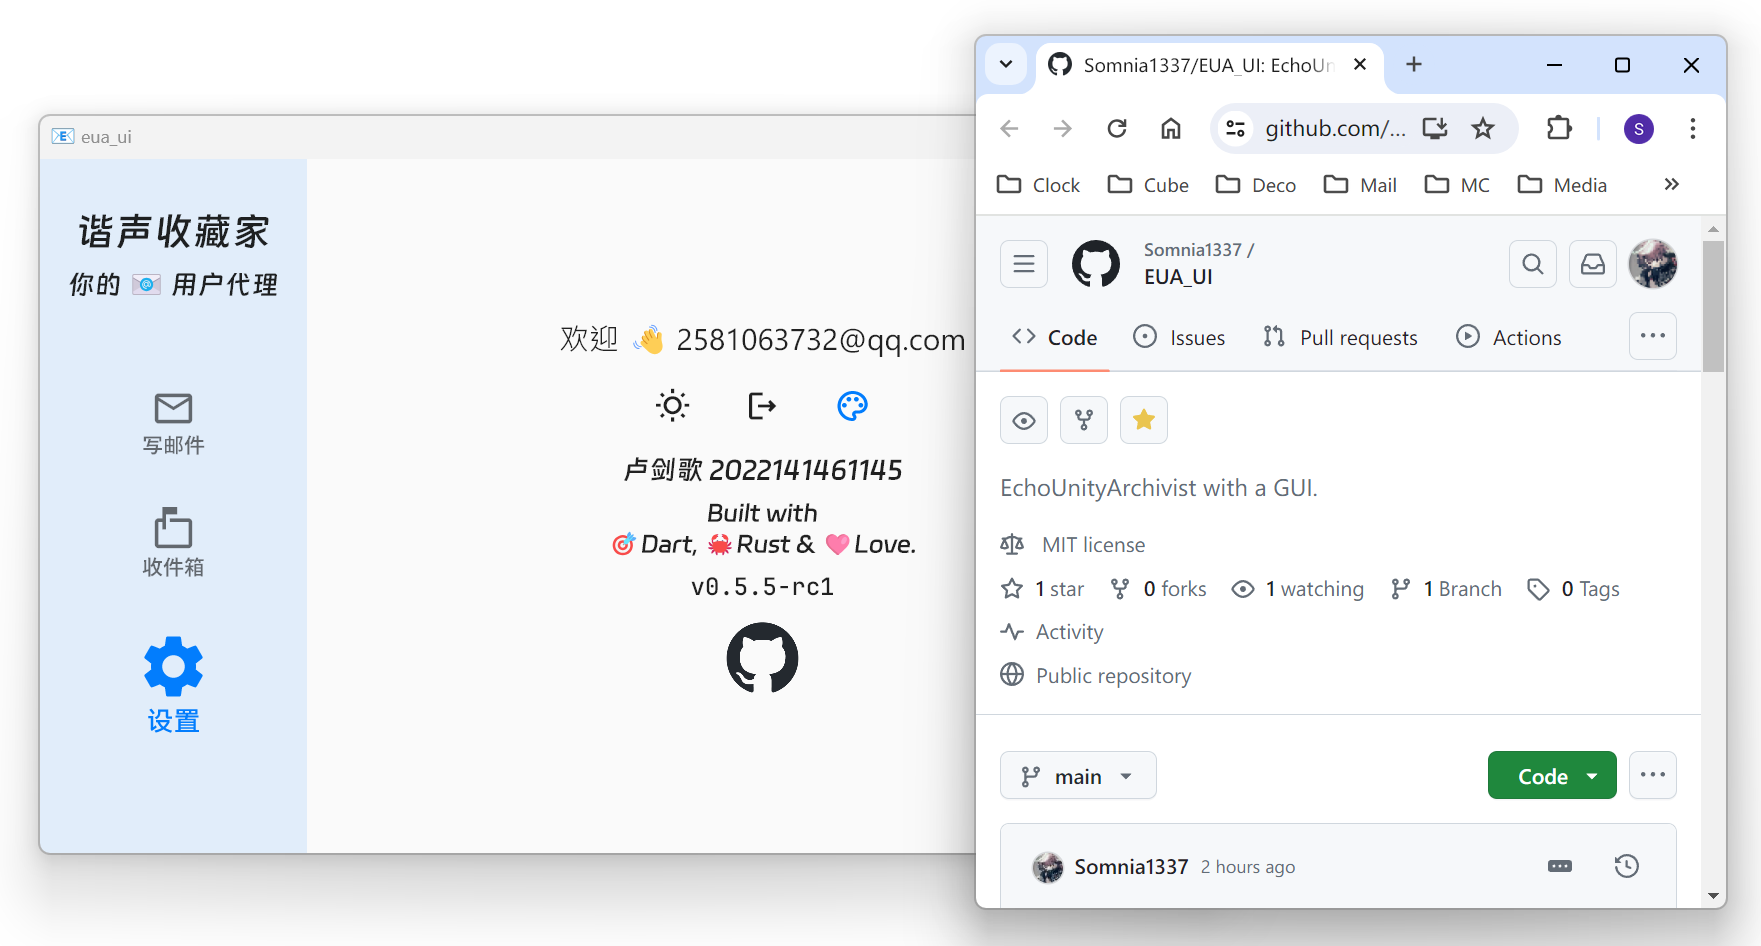 eua_ui
谐声收藏家
你的 📧 用户代理
写邮件
收件箱
设置
欢迎 👋 2581063732@qq.com
卢剑歌 2022141461145
Built with
🎯 Dart, 🦀 Rust & 💗 Love.
v0.5.5-rc1
Somnia1337/EUA_UI: EchoUn
github.com/...
S
Clock Cube Deco Mail MC Media
Somnia1337 /
EUA_UI
Code Issues Pull requests Actions
EchoUnityArchivist with a GUI.
MIT license
1 star 0 forks 1 watching 1 Branch 0 Tags
Activity
Public repository
main Code
Somnia1337 2 hours ago